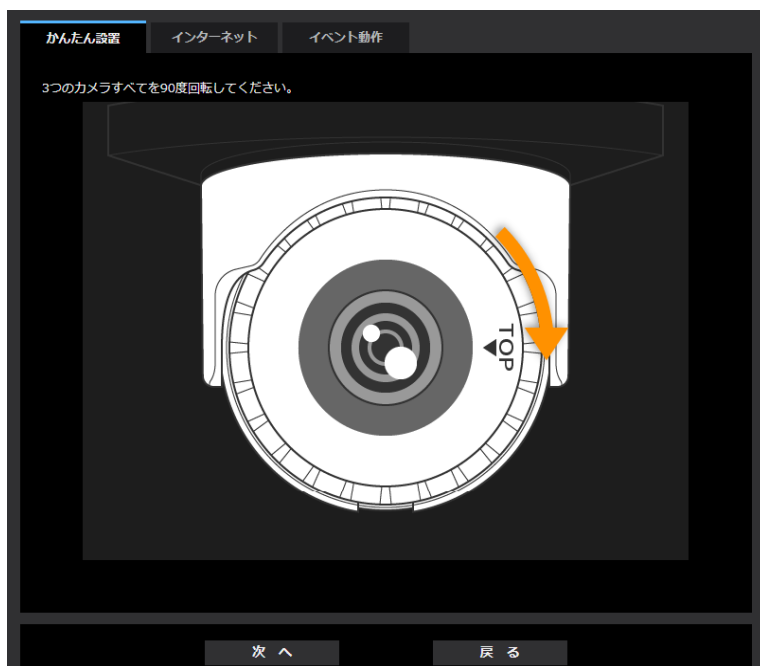 かんたん設置 インターネット イベント動作
3つのカメラすべてを90度回転してください。
TOP
次 へ 戻 る